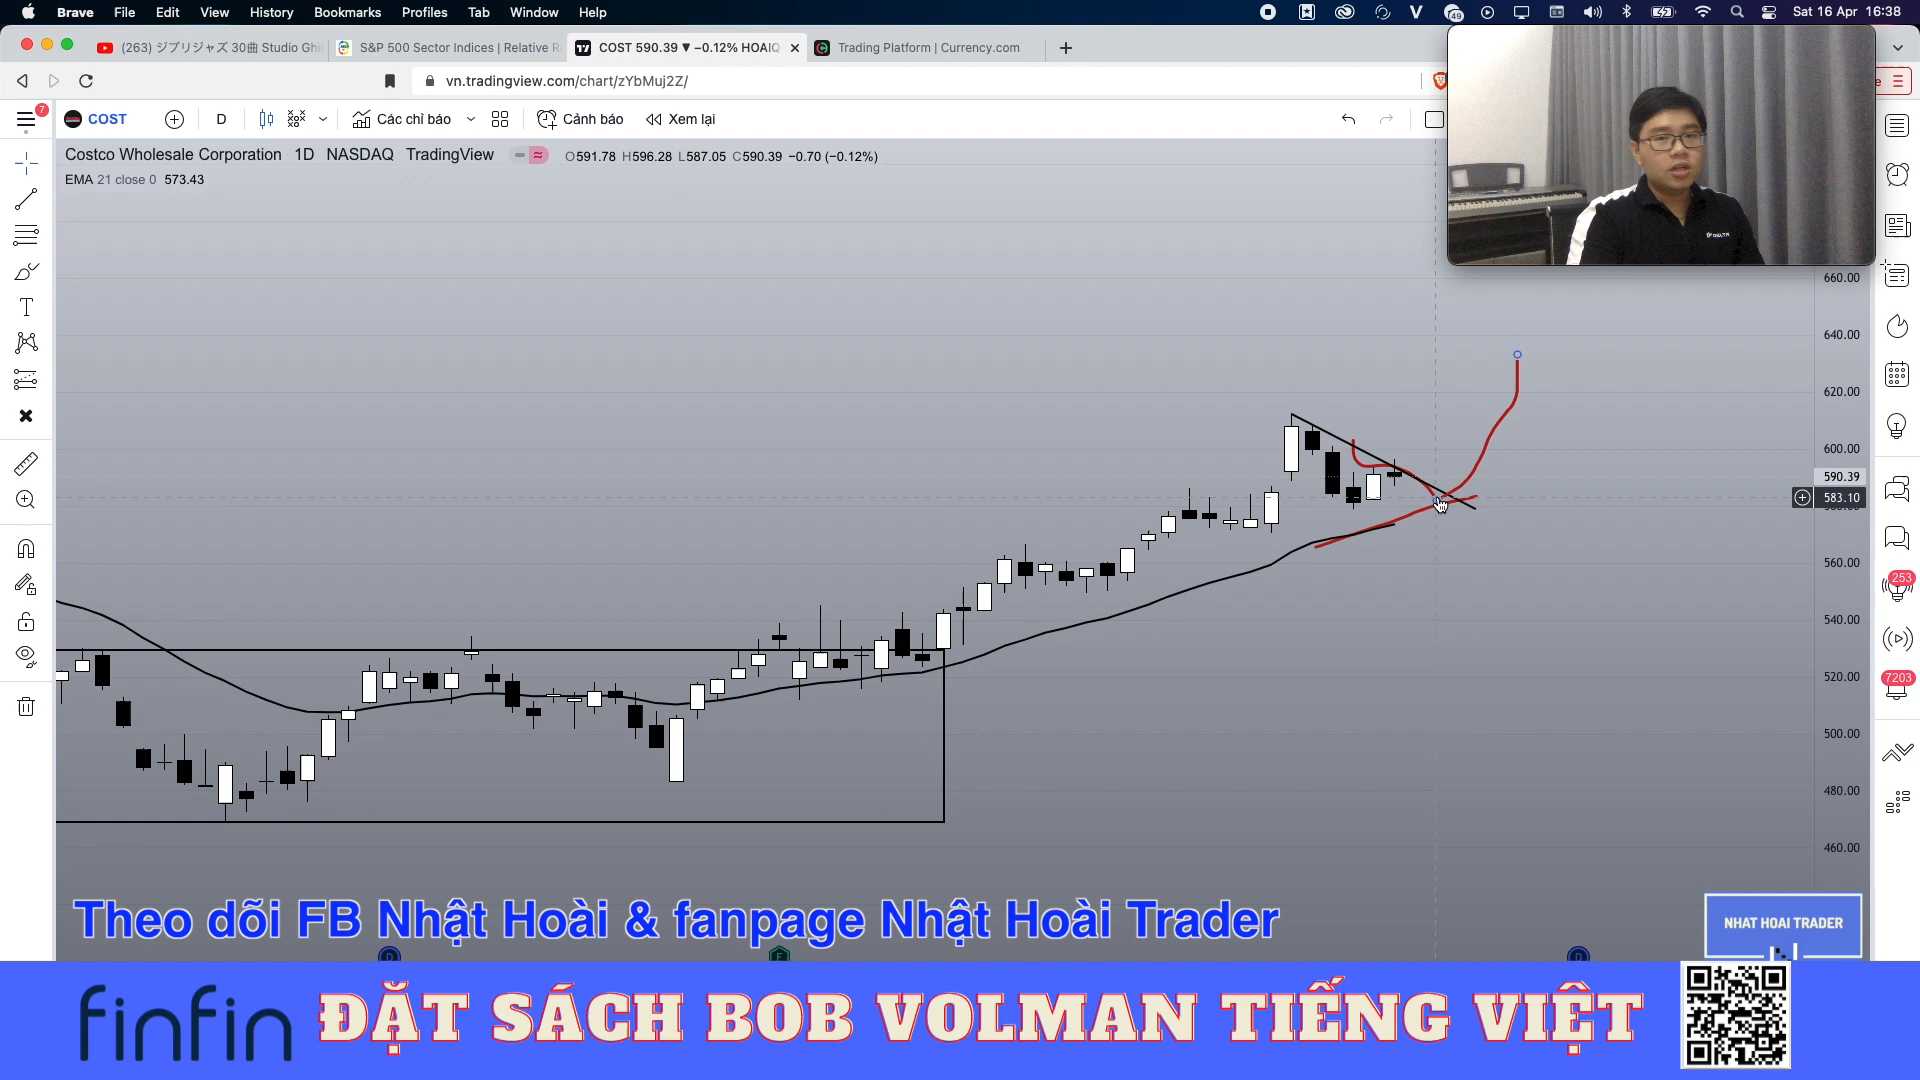 Brave File Edit View History Bookmarks Profiles Tab Window Help
49
Sat 16 Apr 16:38
(263) ジブリジャズ 30曲 Studio Ghi
S&P 500 Sector Indices | Relative R
COST 590.39 ▼ −0.12% HOAIQ
Trading Platform | Currency.com
vn.tradingview.com/chart/zYbMuj2Z/
7
COST
D
Các chỉ báo
Cảnh báo
Xem lại
Costco Wholesale Corporation 1D NASDAQ TradingView
O591.78 H596.28 L587.05 C590.39 −0.70 (−0.12%)
EMA 21 close 0 573.43
660.00
640.00
620.00
600.00
590.39
583.10
560.00
540.00
520.00
500.00
480.00
460.00
253
7203
Theo dõi FB Nhật Hoài & fanpage Nhật Hoài Trader
NHAT HOAI TRADER
D
E
D
finfin
ĐẶT SÁCH BOB VOLMAN TIẾNG VIỆT